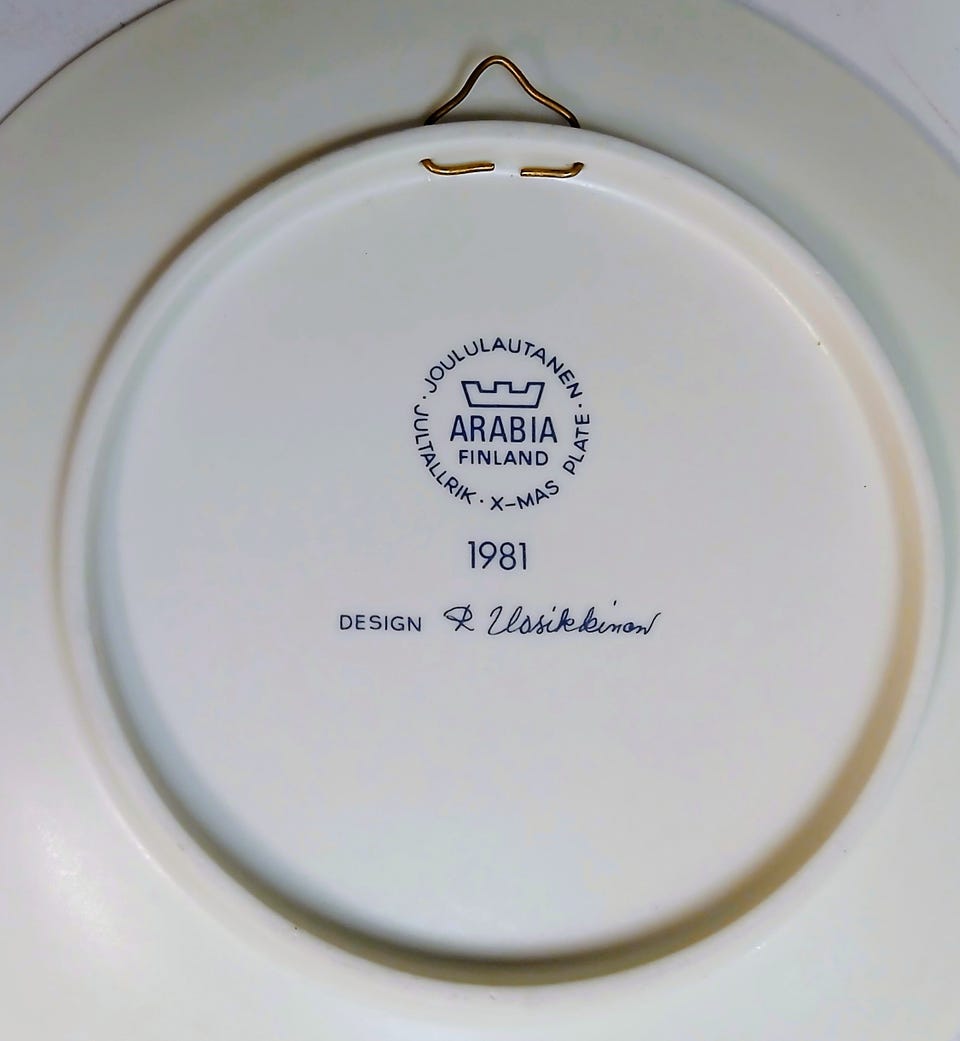 JOULULAUTANEN · X-MAS PLATE · JULTALLRIK ·
ARABIA
FINLAND
1981
DESIGN R Uosikkinen